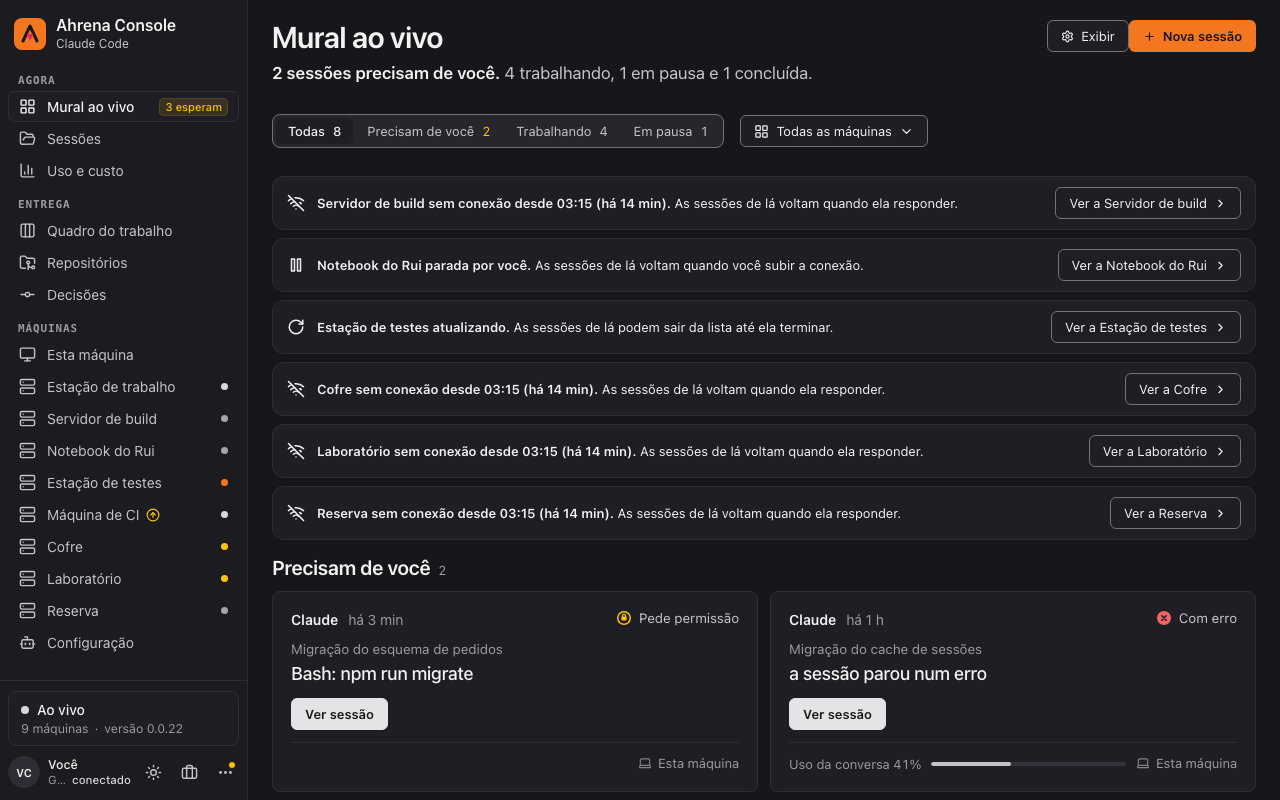 Ahrena Console
Claude Code
AGORA
Mural ao vivo 3 esperam
Sessões
Uso e custo
ENTREGA
Quadro do trabalho
Repositórios
Decisões
MÁQUINAS
Esta máquina
Estação de trabalho
Servidor de build
Notebook do Rui
Estação de testes
Máquina de CI
Cofre
Laboratório
Reserva
Configuração
Ao vivo
9 máquinas · versão 0.0.22
VC
Você
G... conectado
Mural ao vivo
Exibir
Nova sessão
2 sessões precisam de você. 4 trabalhando, 1 em pausa e 1 concluída.
Todas 8 Precisam de você 2 Trabalhando 4 Em pausa 1
Todas as máquinas
Servidor de build sem conexão desde 03:15 (há 14 min). As sessões de lá voltam quando ela responder. Ver a Servidor de build
Notebook do Rui parada por você. As sessões de lá voltam quando você subir a conexão. Ver a Notebook do Rui
Estação de testes atualizando. As sessões de lá podem sair da lista até ela terminar. Ver a Estação de testes
Cofre sem conexão desde 03:15 (há 14 min). As sessões de lá voltam quando ela responder. Ver a Cofre
Laboratório sem conexão desde 03:15 (há 14 min). As sessões de lá voltam quando ela responder. Ver a Laboratório
Reserva sem conexão desde 03:15 (há 14 min). As sessões de lá voltam quando ela responder. Ver a Reserva
Precisam de você 2
Claude há 3 min Pede permissão
Migração do esquema de pedidos
Bash: npm run migrate
Ver sessão
Esta máquina
Claude há 1 h Com erro
Migração do cache de sessões
a sessão parou num erro
Ver sessão
Uso da conversa 41% Esta máquina